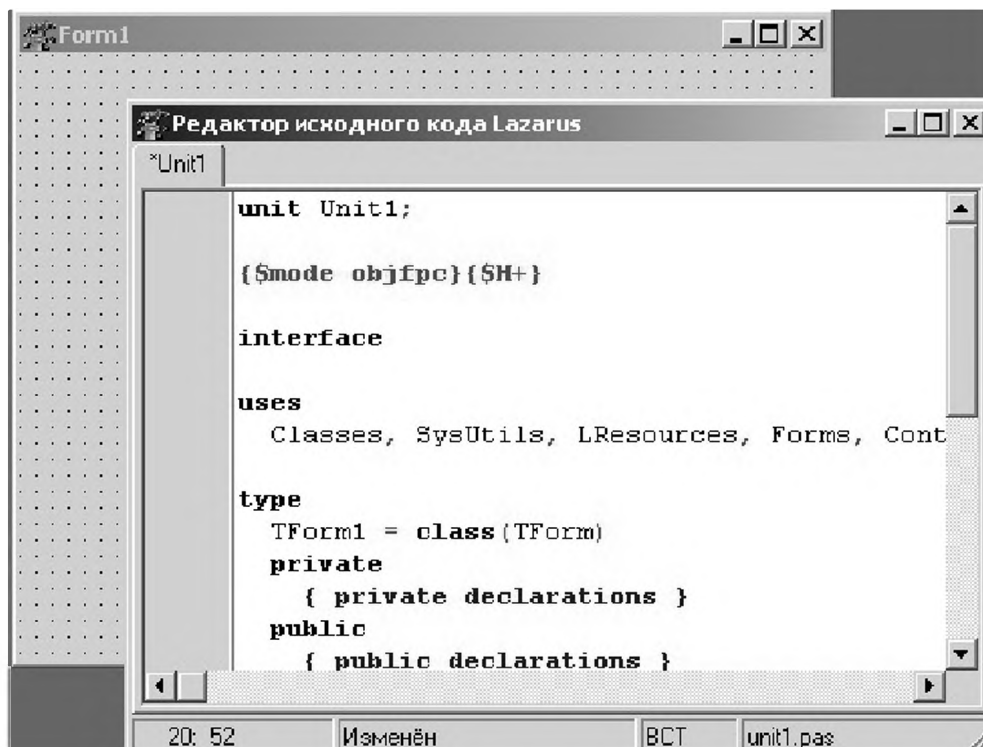 Form1
Редактор исходного кода Lazarus
*Unit1
unit Unit1;
{$mode objfpc}{$H+}
interface
uses
Classes, SysUtils, LResources, Forms, Cont
type
TForm1 = class(TForm)
private
{ private declarations }
public
{ public declarations }
20: 52 Изменён ВСТ unit1.pas